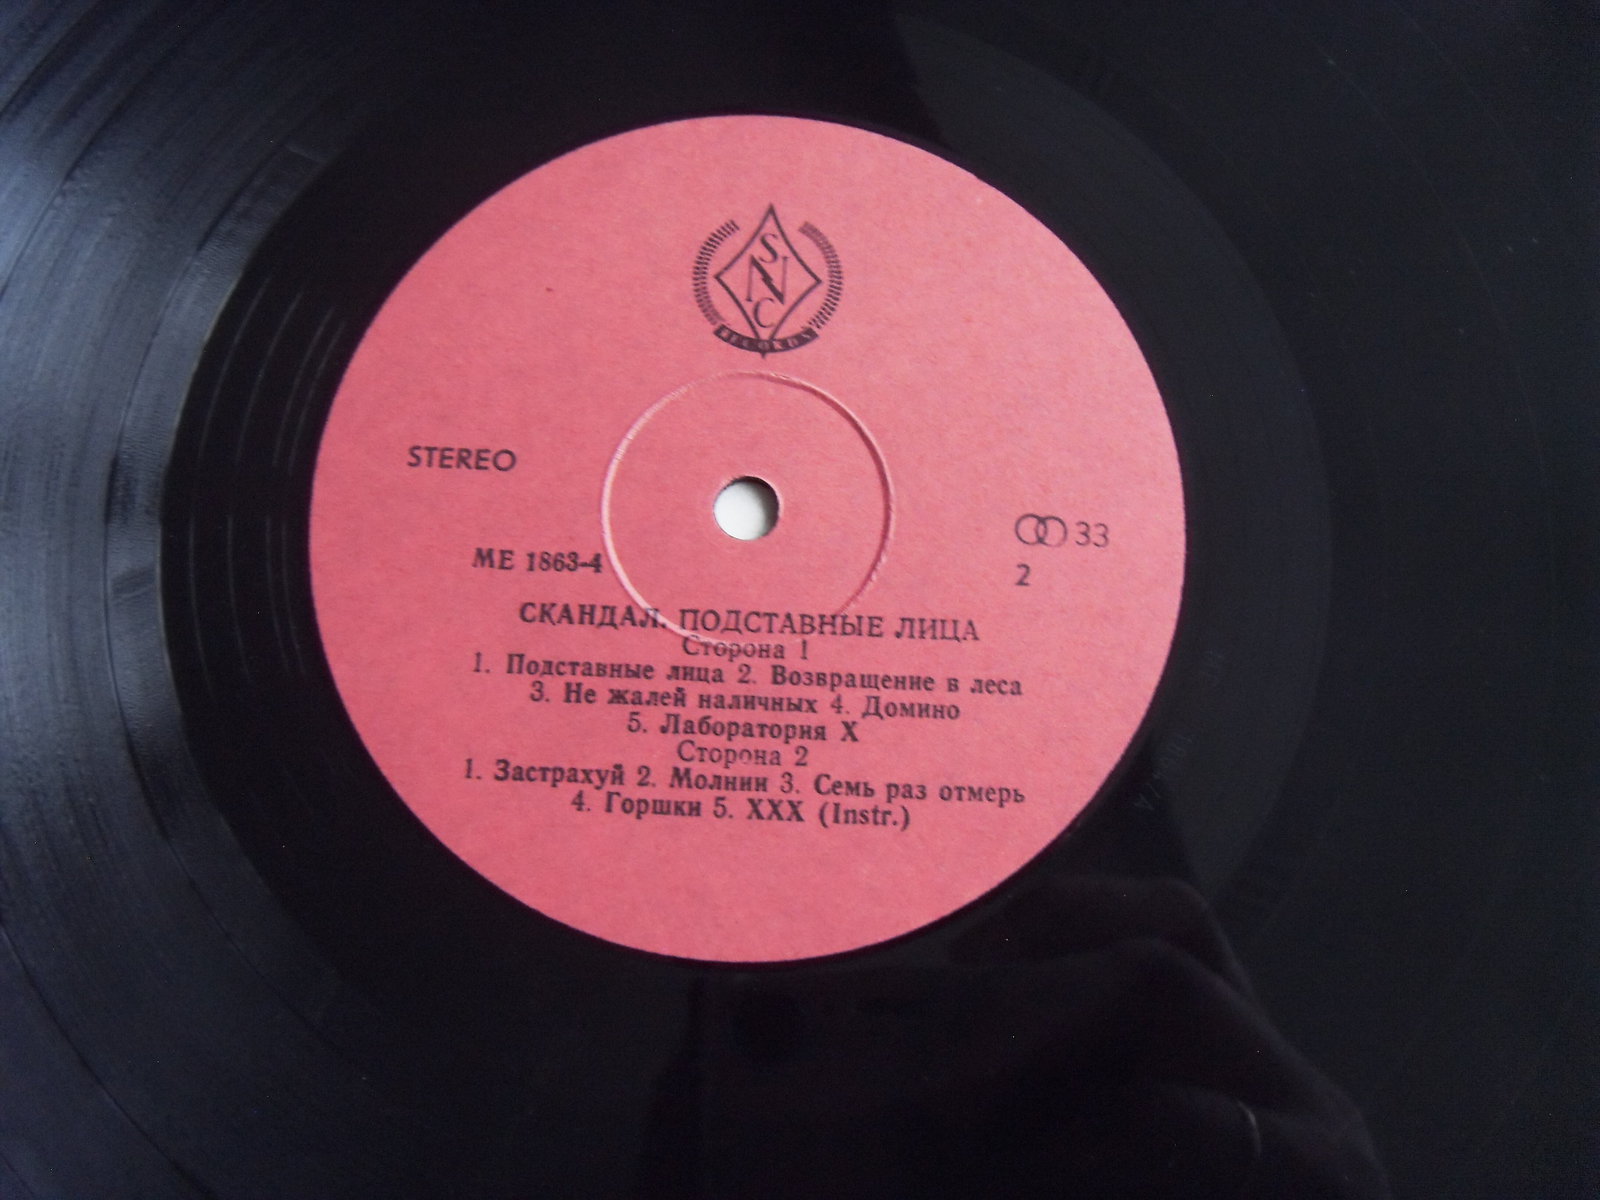 S
N
C
RECORDS
STEREO
33
2
МЕ 1863-4
СКАНДАЛ. ПОДСТАВНЫЕ ЛИЦА
Сторона 1
1. Подставные лица 2. Возвращение в леса
3. Не жалей наличных 4. Домино
5. Лаборатория X
Сторона 2
1. Застрахуй 2. Молнии 3. Семь раз отмерь
4. Горшки 5. XXX (Instr.)